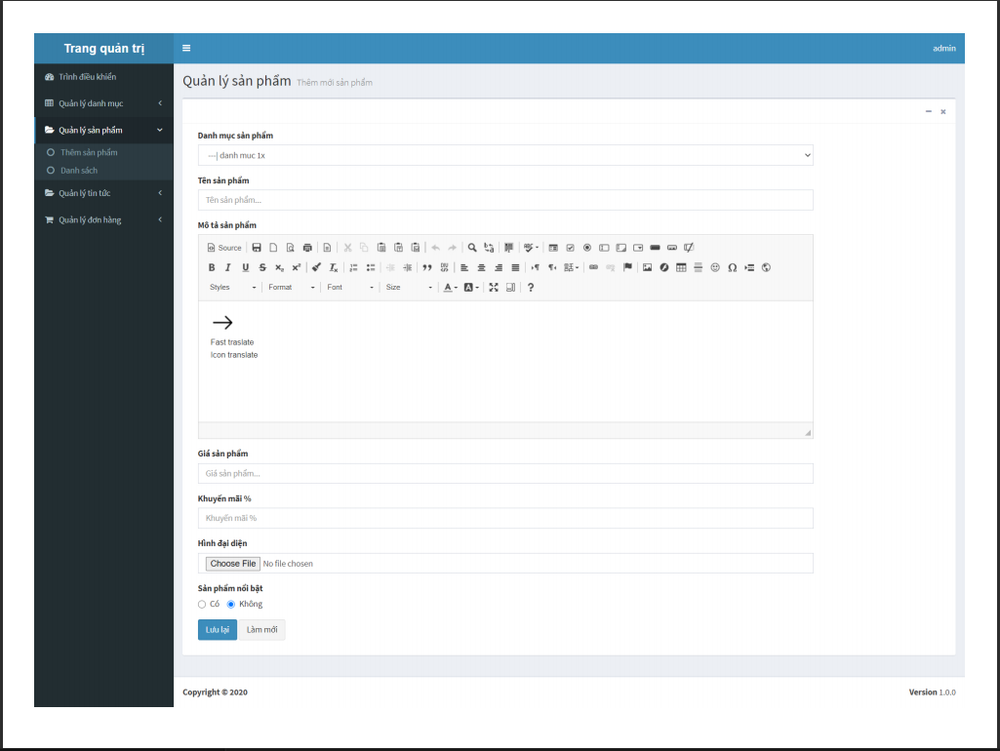 Trang quản trị
admin
Trình điều khiển
Quản lý danh mục
Quản lý sản phẩm
Thêm sản phẩm
Danh sách
Quản lý tin tức
Quản lý đơn hàng
Quản lý sản phẩm Thêm mới sản phẩm
Danh mục sản phẩm
---| danh muc 1x
Tên sản phẩm
Tên sản phẩm...
Mô tả sản phẩm
Source
Styles Format Font Size
Fast traslate
Icon translate
Giá sản phẩm
Giá sản phẩm...
Khuyến mãi %
Khuyến mãi %
Hình đại diện
Choose File No file chosen
Sản phẩm nổi bật
Có Không
Lưu lại Làm mới
Copyright © 2020
Version 1.0.0